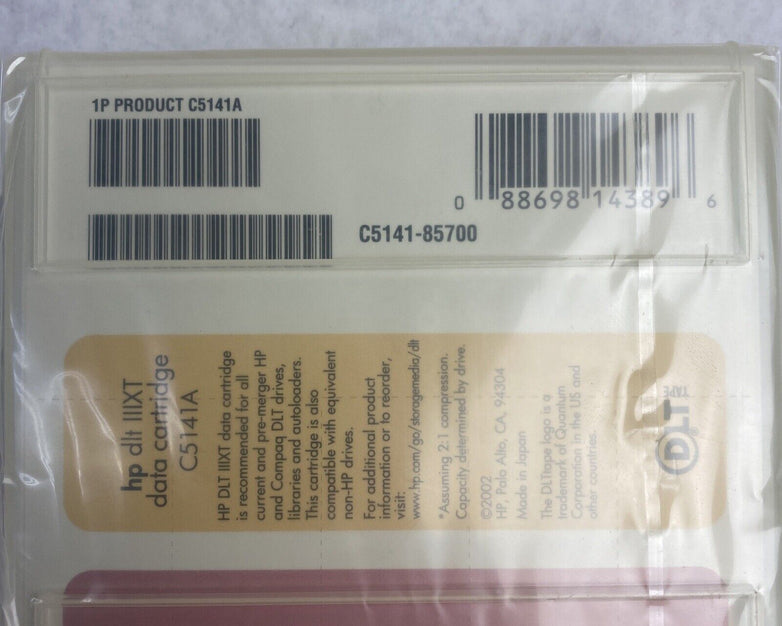 1P PRODUCT C5141A
0 88698 14389 6
C5141-85700
hp dlt IIIXT
data cartridge
C5141A
HP DLT IIIXT data cartridge
is recommended for all
current and pre-merger HP
and Compaq DLT drives,
libraries and autoloaders.
This cartridge is also
compatible with equivalent
non-HP drives.
For additional product
information or to reorder,
visit:
www.hp.com/go/storagemedia/dlt
*Assuming 2:1 compression.
Capacity determined by drive.
©2002
HP, Palo Alto, CA, 94304
Made in Japan
The DLTtape logo is a
trademark of Quantum
Corporation in the US and
other countries.
DLT
TAPE